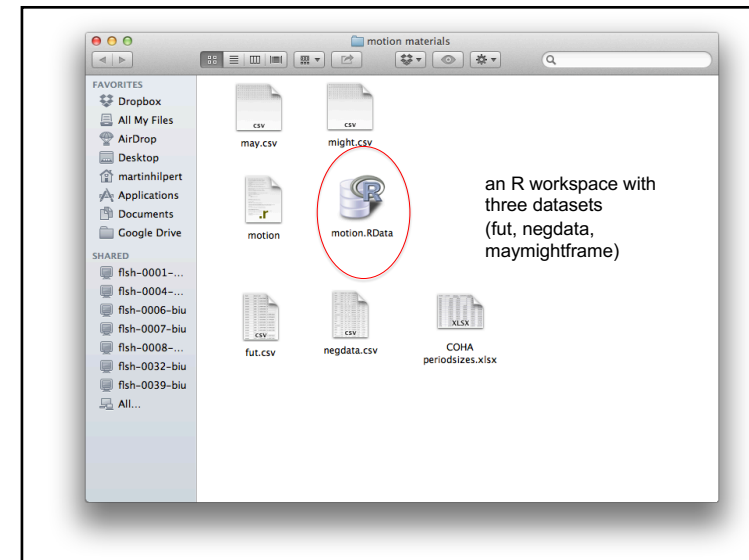 motion materials
FAVORITES
Dropbox
All My Files
AirDrop
Desktop
martinhilpert
Applications
Documents
Google Drive
SHARED
flsh-0001-...
flsh-0004-...
flsh-0006-biu
flsh-0007-biu
flsh-0008-...
flsh-0032-biu
flsh-0039-biu
All...
CSV
CSV
may.csv
might.csv
.r
R
motion
motion.RData
an R workspace with
three datasets
(fut, negdata,
maymightframe)
CSV
CSV
XLSX
fut.csv
negdata.csv
COHA
periodsizes.xlsx